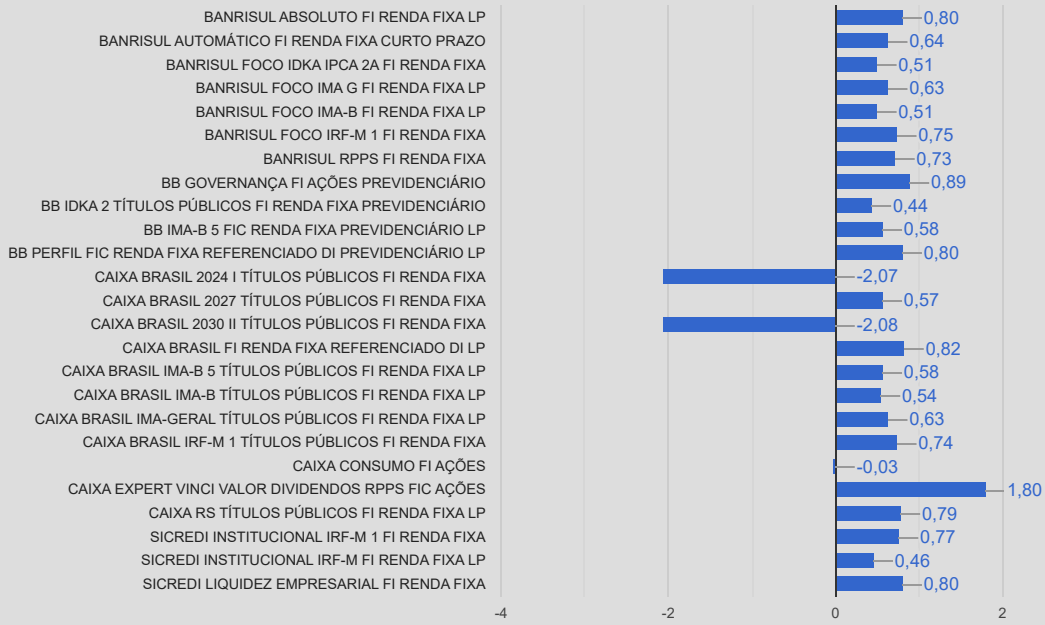 BANRISUL ABSOLUTO FI RENDA FIXA LP 0,80
BANRISUL AUTOMÁTICO FI RENDA FIXA CURTO PRAZO 0,64
BANRISUL FOCO IDKA IPCA 2A FI RENDA FIXA 0,51
BANRISUL FOCO IMA G FI RENDA FIXA LP 0,63
BANRISUL FOCO IMA-B FI RENDA FIXA LP 0,51
BANRISUL FOCO IRF-M 1 FI RENDA FIXA 0,75
BANRISUL RPPS FI RENDA FIXA 0,73
BB GOVERNANÇA FI AÇÕES PREVIDENCIÁRIO 0,89
BB IDKA 2 TÍTULOS PÚBLICOS FI RENDA FIXA PREVIDENCIÁRIO 0,44
BB IMA-B 5 FIC RENDA FIXA PREVIDENCIÁRIO LP 0,58
BB PERFIL FIC RENDA FIXA REFERENCIADO DI PREVIDENCIÁRIO LP 0,80
CAIXA BRASIL 2024 I TÍTULOS PÚBLICOS FI RENDA FIXA -2,07
CAIXA BRASIL 2027 TÍTULOS PÚBLICOS FI RENDA FIXA 0,57
CAIXA BRASIL 2030 II TÍTULOS PÚBLICOS FI RENDA FIXA -2,08
CAIXA BRASIL FI RENDA FIXA REFERENCIADO DI LP 0,82
CAIXA BRASIL IMA-B 5 TÍTULOS PÚBLICOS FI RENDA FIXA LP 0,58
CAIXA BRASIL IMA-B TÍTULOS PÚBLICOS FI RENDA FIXA LP 0,54
CAIXA BRASIL IMA-GERAL TÍTULOS PÚBLICOS FI RENDA FIXA LP 0,63
CAIXA BRASIL IRF-M 1 TÍTULOS PÚBLICOS FI RENDA FIXA 0,74
CAIXA CONSUMO FI AÇÕES -0,03
CAIXA EXPERT VINCI VALOR DIVIDENDOS RPPS FIC AÇÕES 1,80
CAIXA RS TÍTULOS PÚBLICOS FI RENDA FIXA LP 0,79
SICREDI INSTITUCIONAL IRF-M 1 FI RENDA FIXA 0,77
SICREDI INSTITUCIONAL IRF-M FI RENDA FIXA LP 0,46
SICREDI LIQUIDEZ EMPRESARIAL FI RENDA FIXA 0,80
-4 -2 0 2